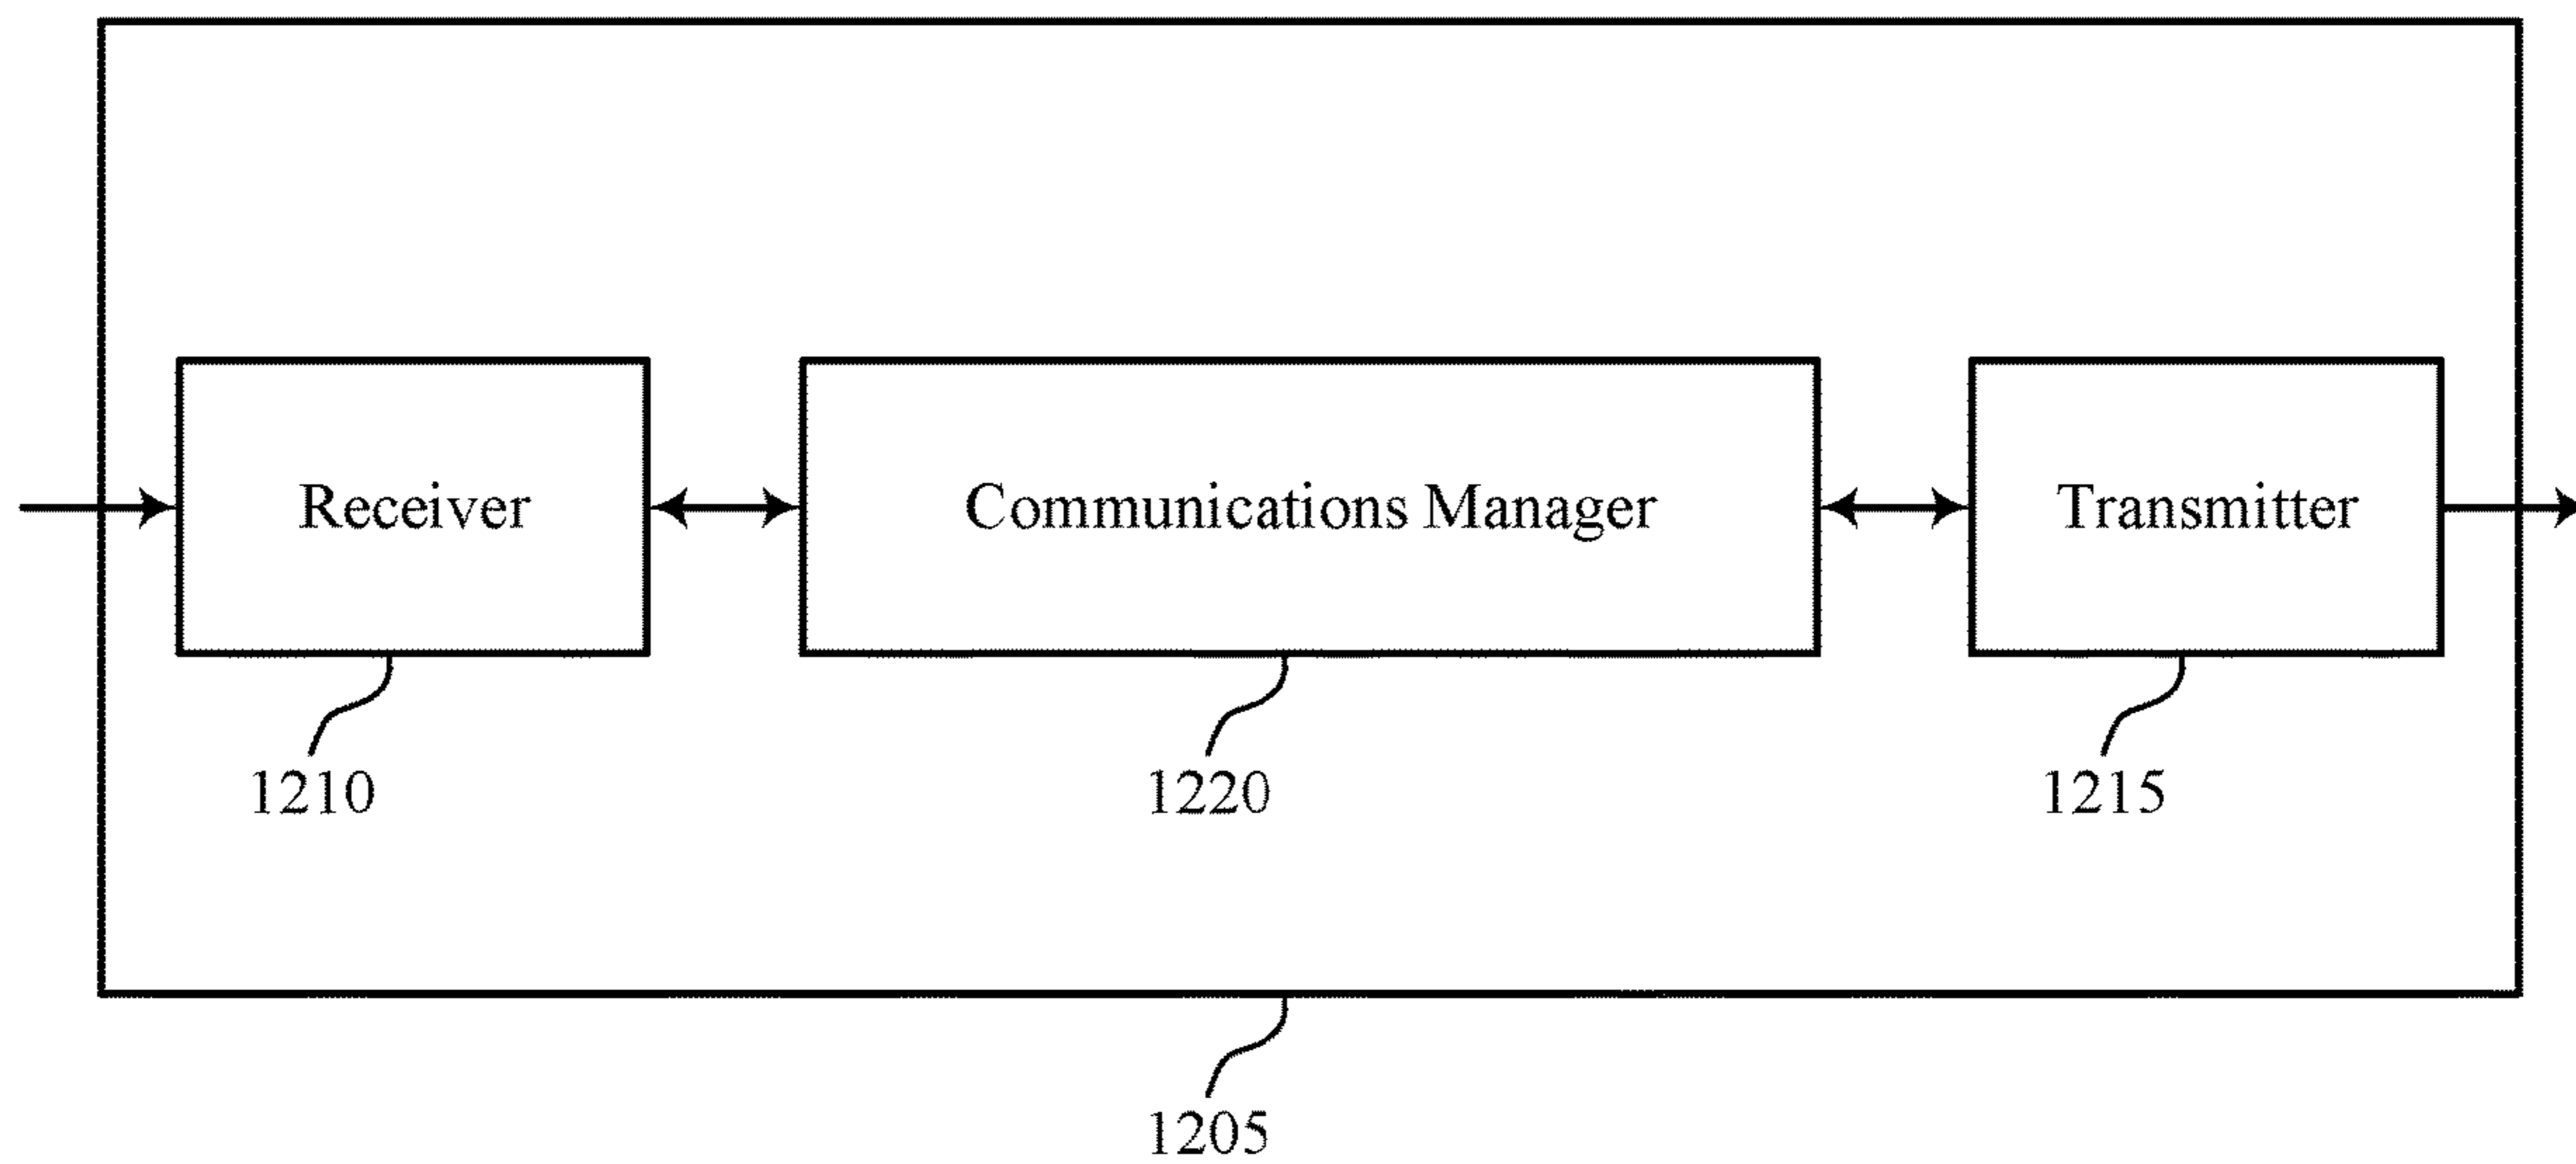 Receiver
Communications Manager
Transmitter
1210
1220
1215
1205